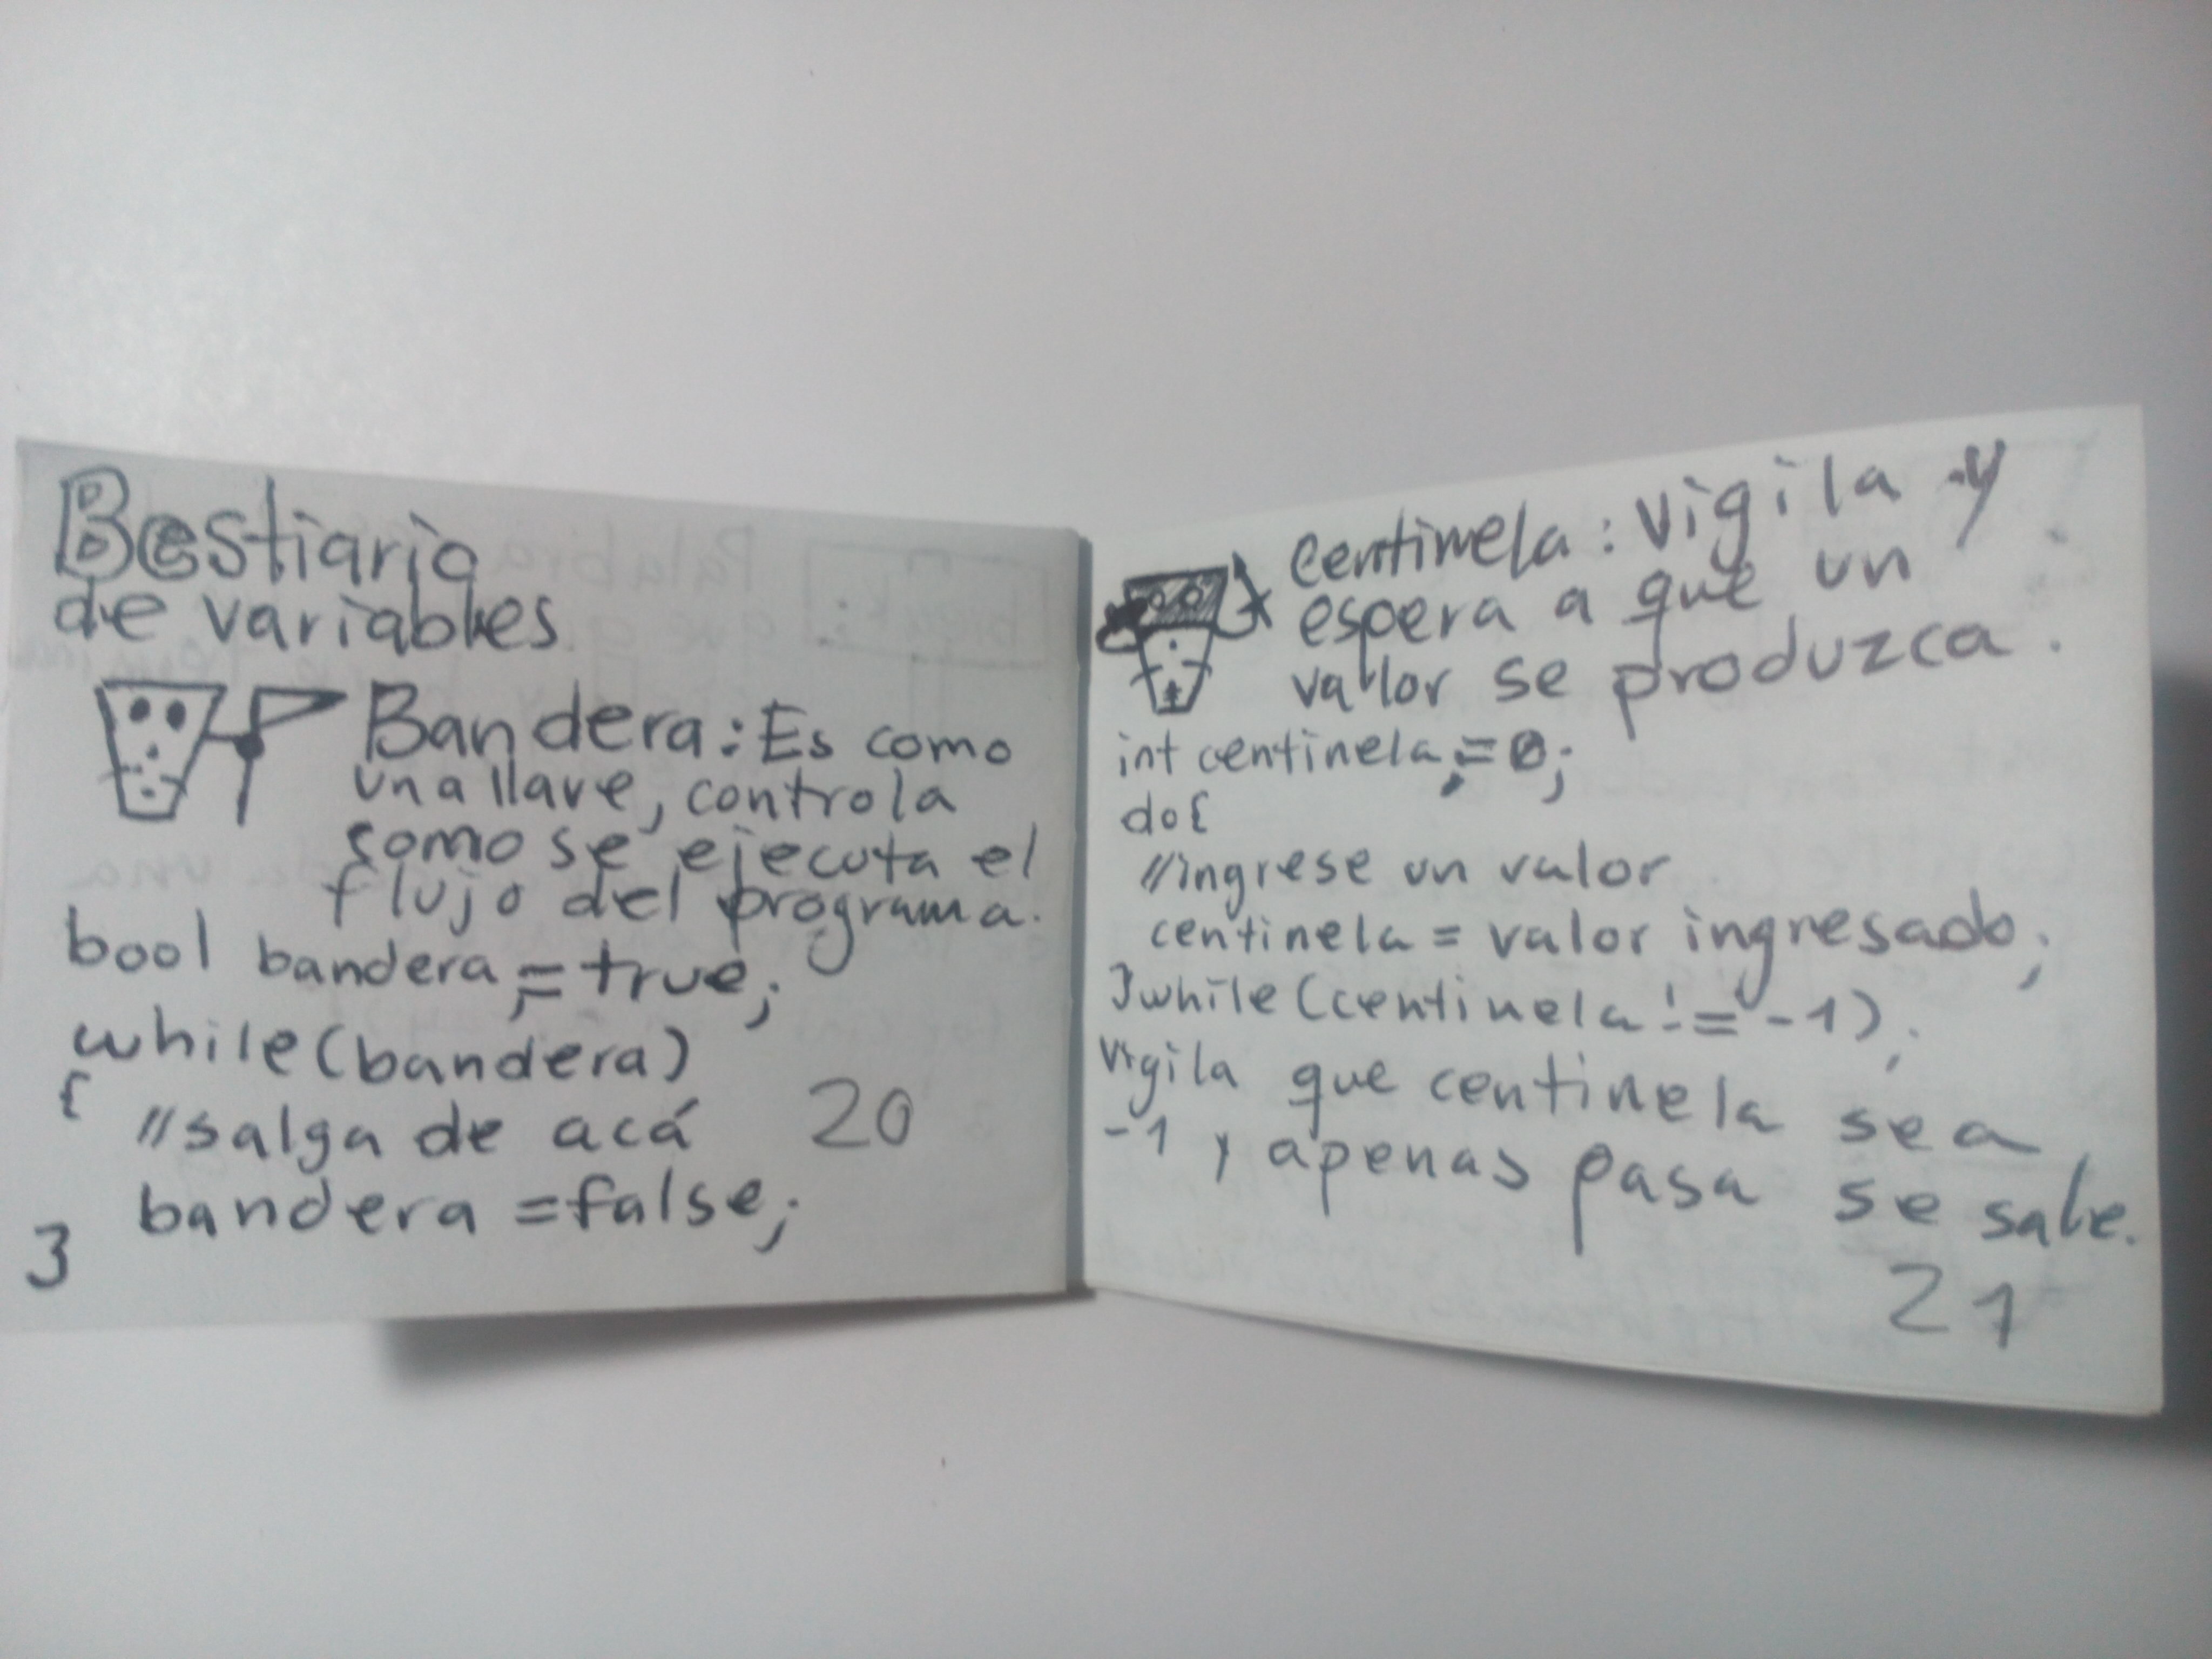 Bestiario
de variables
Bandera: Es como
una llave, controla
como se ejecuta el
flujo del programa.
bool bandera;=true;
while(bandera)
{
//salga de acá
bandera =false;
20
3
centinela: vigila y
espera a que un
valor se produzca.
int centinela;=0;
do{
//ingrese un valor
centinela= valor ingresado;
}while(centinela!=-1);
vigila que centinela sea
-1 y apenas pasa se sale.
21